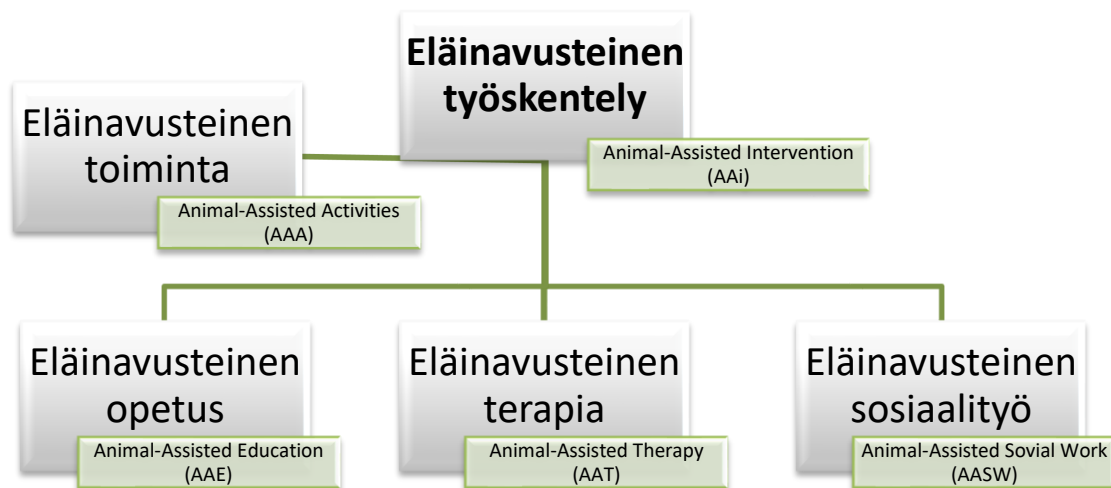 Eläinavusteinen
työskentely
Animal-Assisted Intervention
(AAi)
Eläinavusteinen
toiminta
Animal-Assisted Activities
(AAA)
Eläinavusteinen
opetus
Animal-Assisted Education
(AAE)
Eläinavusteinen
terapia
Animal-Assisted Therapy
(AAT)
Eläinavusteinen
sosiaalityö
Animal-Assisted Sovial Work
(AASW)